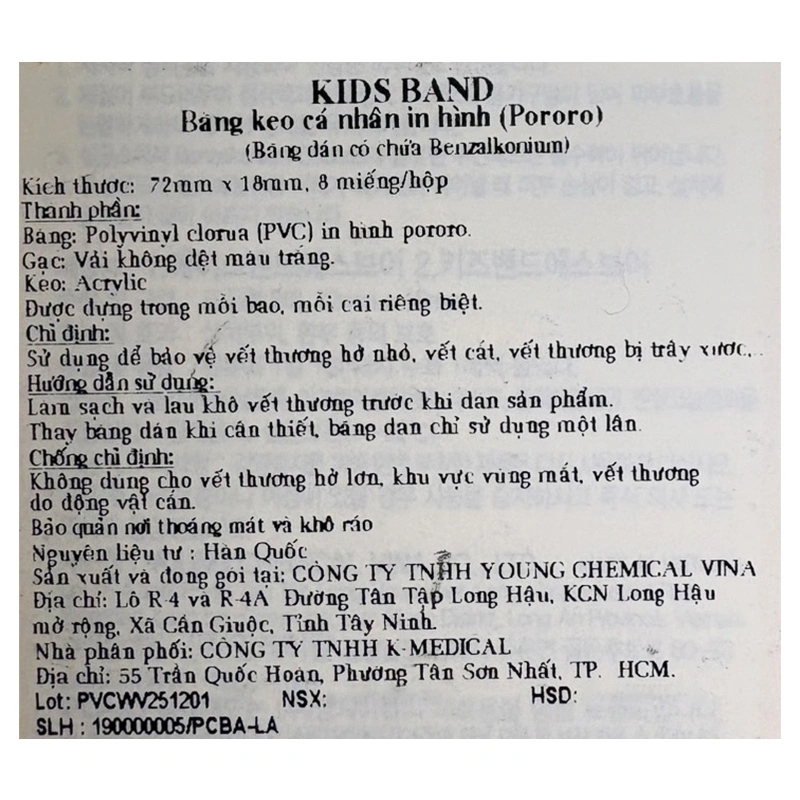 KIDS BAND
Băng keo cá nhân in hình (Pororo)
(Băng dán có chứa Benzalkonium)
Kích thước: 72mm x 18mm, 8 miếng/hộp
Thành phần:
Băng: Polyvinyl clorua (PVC) in hình pororo.
Gạc: Vải không dệt màu trắng.
Keo: Acrylic
Được đựng trong mỗi bao, mỗi cái riêng biệt.
Chỉ định:
Sử dụng để bảo vệ vết thương hở nhỏ, vết cắt, vết thương bị trầy xước,..
Hướng dẫn sử dụng:
Làm sạch và lau khô vết thương trước khi dán sản phẩm.
Thay băng dán khi cần thiết, băng dán chỉ sử dụng một lần.
Chống chỉ định:
Không dùng cho vết thương hở lớn, khu vực vùng mắt, vết thương
do động vật cắn.
Bảo quản nơi thoáng mát và khô ráo
Nguyên liệu từ : Hàn Quốc
Sản xuất và đóng gói tại: CÔNG TY TNHH YOUNG CHEMICAL VINA
Địa chỉ: Lô R-4 và R-4A Đường Tân Tập Long Hậu, KCN Long Hậu
mở rộng, Xã Cần Giuộc, Tỉnh Tây Ninh.
Nhà phân phối: CÔNG TY TNHH K-MEDICAL
Địa chỉ: 55 Trần Quốc Hoàn, Phường Tân Sơn Nhất, TP. HCM.
Lot: PVCWV251201 NSX: HSD:
SLH : 190000005/PCBA-LA